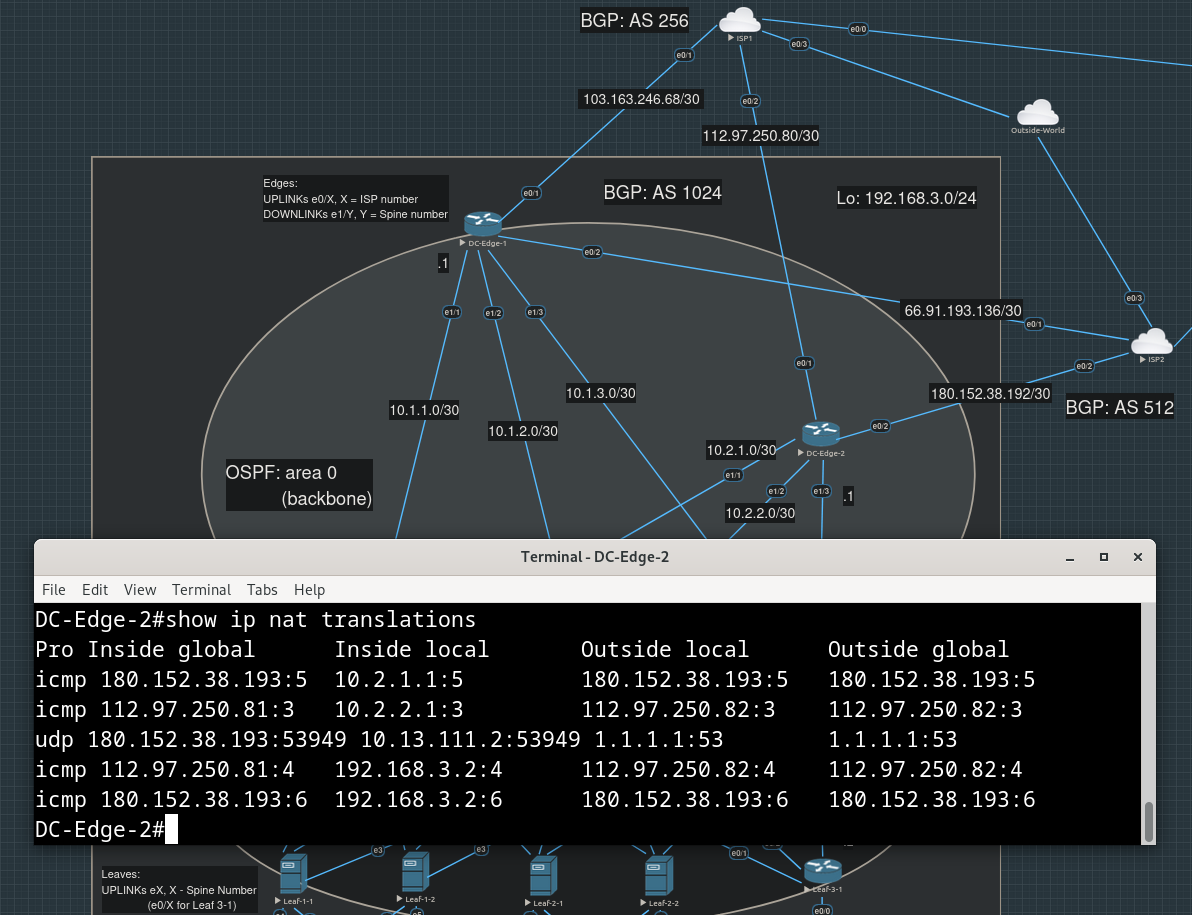 BGP: AS 256
ISP1
e0/0
e0/3
e0/1
103.163.246.68/30
e0/2
112.97.250.80/30
Outside-World
Edges:
UPLINKs e0/X, X = ISP number
DOWNLINKs e1/Y, Y = Spine number
e0/1
BGP: AS 1024
Lo: 192.168.3.0/24
DC-Edge-1
e0/2
.1
e1/1
e1/2
e1/3
e0/3
66.91.193.136/30
e0/1
ISP2
e0/1
e0/2
10.1.3.0/30
180.152.38.192/30
BGP: AS 512
10.1.1.0/30
10.1.2.0/30
e0/2
10.2.1.0/30
DC-Edge-2
OSPF: area 0
(backbone)
e1/1
e1/2
e1/3
.1
10.2.2.0/30
Terminal - DC-Edge-2
File Edit View Terminal Tabs Help
DC-Edge-2#show ip nat translations
Pro Inside global Inside local Outside local Outside global
icmp 180.152.38.193:5 10.2.1.1:5 180.152.38.193:5 180.152.38.193:5
icmp 112.97.250.81:3 10.2.2.1:3 112.97.250.82:3 112.97.250.82:3
udp 180.152.38.193:53949 10.13.111.2:53949 1.1.1.1:53 1.1.1.1:53
icmp 112.97.250.81:4 192.168.3.2:4 112.97.250.82:4 112.97.250.82:4
icmp 180.152.38.193:6 192.168.3.2:6 180.152.38.193:6 180.152.38.193:6
DC-Edge-2#
e3
e3
e0/1
Leaves:
UPLINKs eX, X - Spine Number
(e0/X for Leaf 3-1)
Leaf-1-1
Leaf-1-2
Leaf-2-1
Leaf-2-2
Leaf-3-1
e0/0